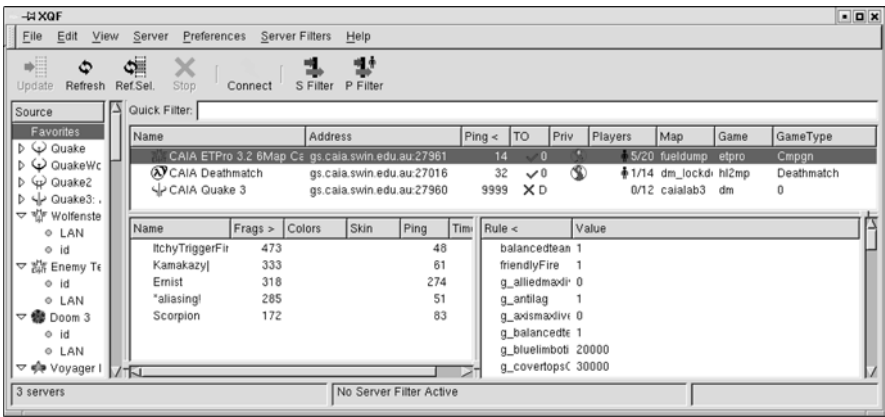 XQF
File Edit View Server Preferences Server Filters Help
Update Refresh Ref.Sel. Stop Connect S Filter P Filter
Source
Favorites
Quake
QuakeWo
Quake2
Quake3: .
Wolfenste
LAN
id
Enemy Te
id
LAN
Doom 3
id
LAN
Voyager I
Quick Filter:
Name Address Ping < TO Priv Players Map Game GameType
CAIA ETPro 3.2 6Map Ca gs.caia.swin.edu.au:27961 14 0 5/20 fueldump etpro Cmpgn
CAIA Deathmatch gs.caia.swin.edu.au:27016 32 0 1/14 dm_lockd hl2mp Deathmatch
CAIA Quake 3 gs.caia.swin.edu.au:27960 9999 D 0/12 caialab3 dm 0
Name Frags > Colors Skin Ping Time
ItchyTriggerFir 473 48
Kamakazy| 333 61
Ernist 318 274
*aliasing! 285 51
Scorpion 172 83
Rule < Value
balancedtean 1
friendlyFire 1
g_alliedmaxli 0
g_antilag 1
g_axismaxlive 0
g_balancedte 1
g_bluelimboti 20000
g_covertops( 30000
3 servers
No Server Filter Active